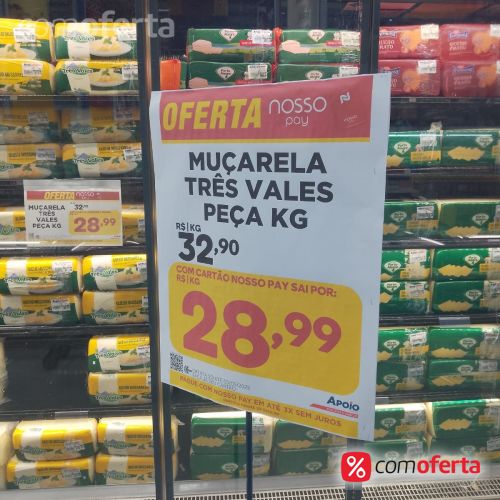 comoferta
OFERTA nosso
pay
MUÇARELA
TRÊS VALES
PEÇA KG
R$|KG
32,90
COM CARTÃO NOSSO PAY SAI POR:
R$|KG
28,99
PAGUE COM NOSSO PAY EM ATÉ 3X SEM JUROS
Apoio
OFERTA nosso
pay
MUÇARELA
TRÊS VALES
PEÇA KG
28,99
comoferta